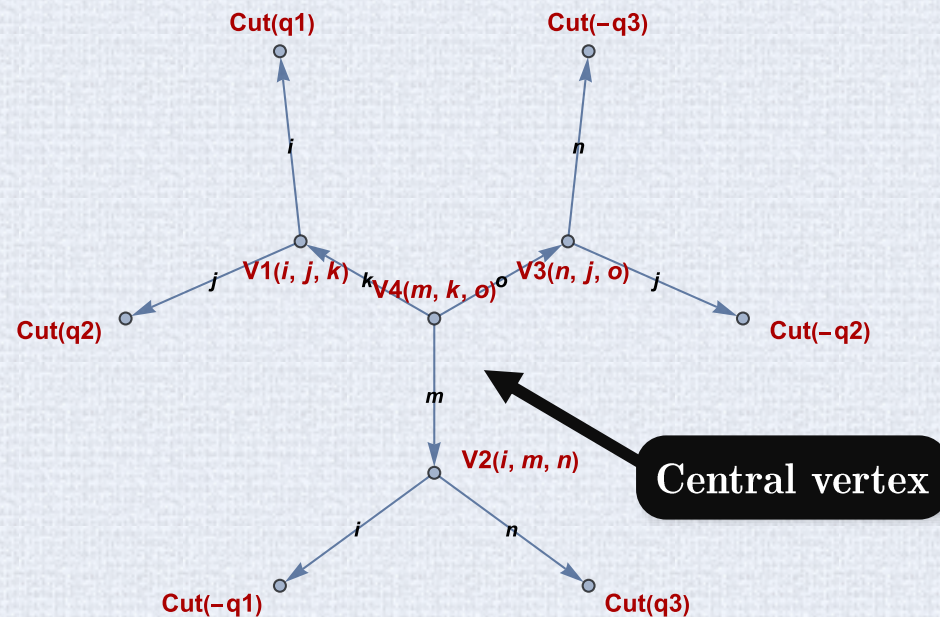 Cut(q1)
Cut(−q3)
i
n
V1(i, j, k)
k
V4(m, k, o)
o
V3(n, j, o)
j
j
Cut(q2)
Cut(−q2)
m
V2(i, m, n)
Central vertex
i
n
Cut(−q1)
Cut(q3)